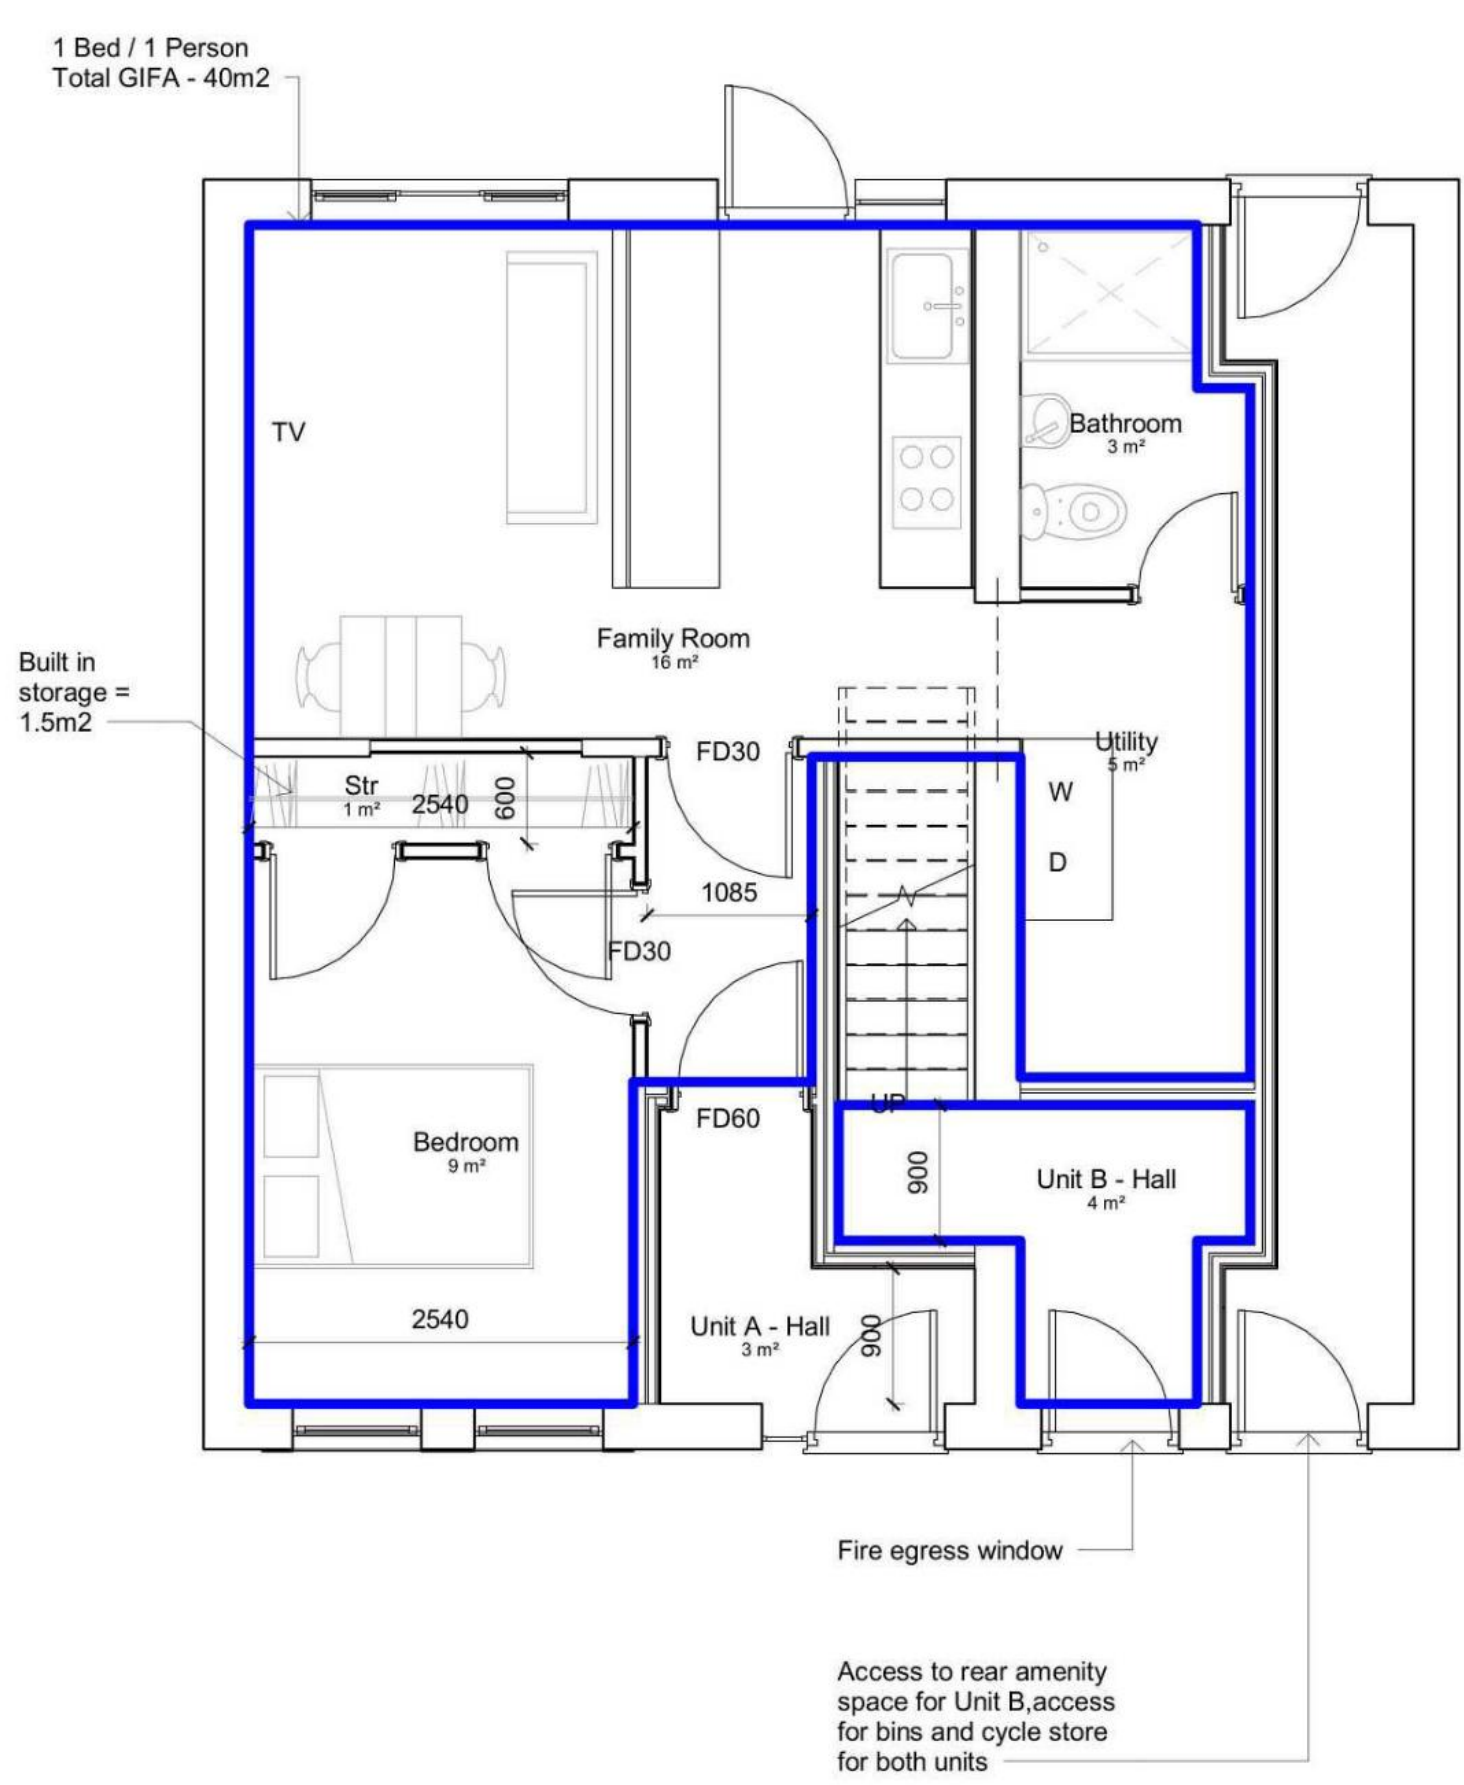 1 Bed / 1 Person
Total GIFA - 40m2
TV
Bathroom
3 m²
Family Room
16 m²
Built in
storage =
1.5m2
FD30
Utility
5 m²
Str
1 m²
2540
600
W
D
1085
FD30
UP
FD60
Bedroom
9 m²
900
Unit B - Hall
4 m²
2540
Unit A - Hall
3 m²
900
Fire egress window
Access to rear amenity
space for Unit B,access
for bins and cycle store
for both units